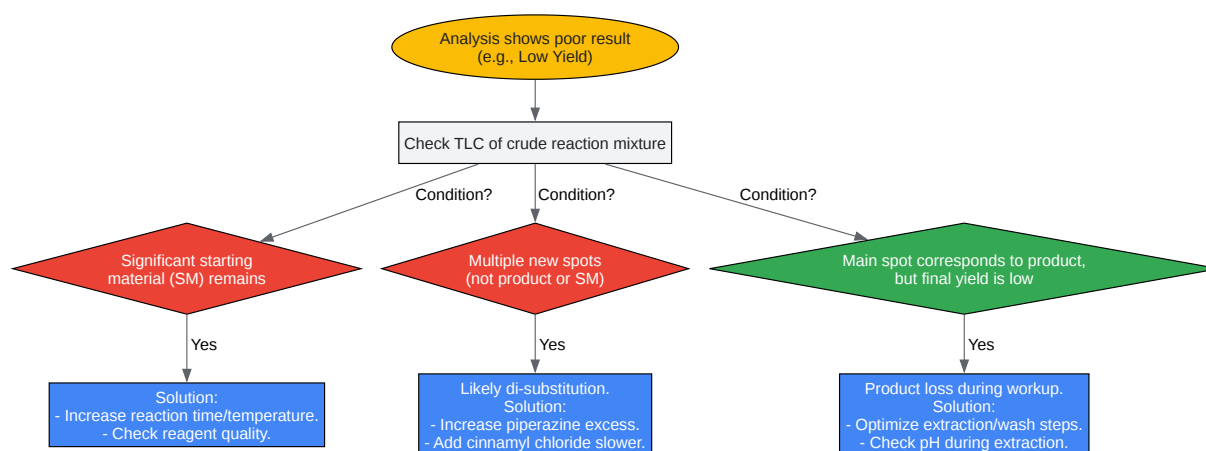 Analysis shows poor result
(e.g., Low Yield)
Check TLC of crude reaction mixture
Condition?
Condition?
Condition?
Significant starting
material (SM) remains
Multiple new spots
(not product or SM)
Main spot corresponds to product,
but final yield is low
Yes
Yes
Yes
Solution:
- Increase reaction time/temperature.
- Check reagent quality.
Likely di-substitution.
Solution:
- Increase piperazine excess.
- Add cinnamyl chloride slower.
Product loss during workup.
Solution:
- Optimize extraction/wash steps.
- Check pH during extraction.